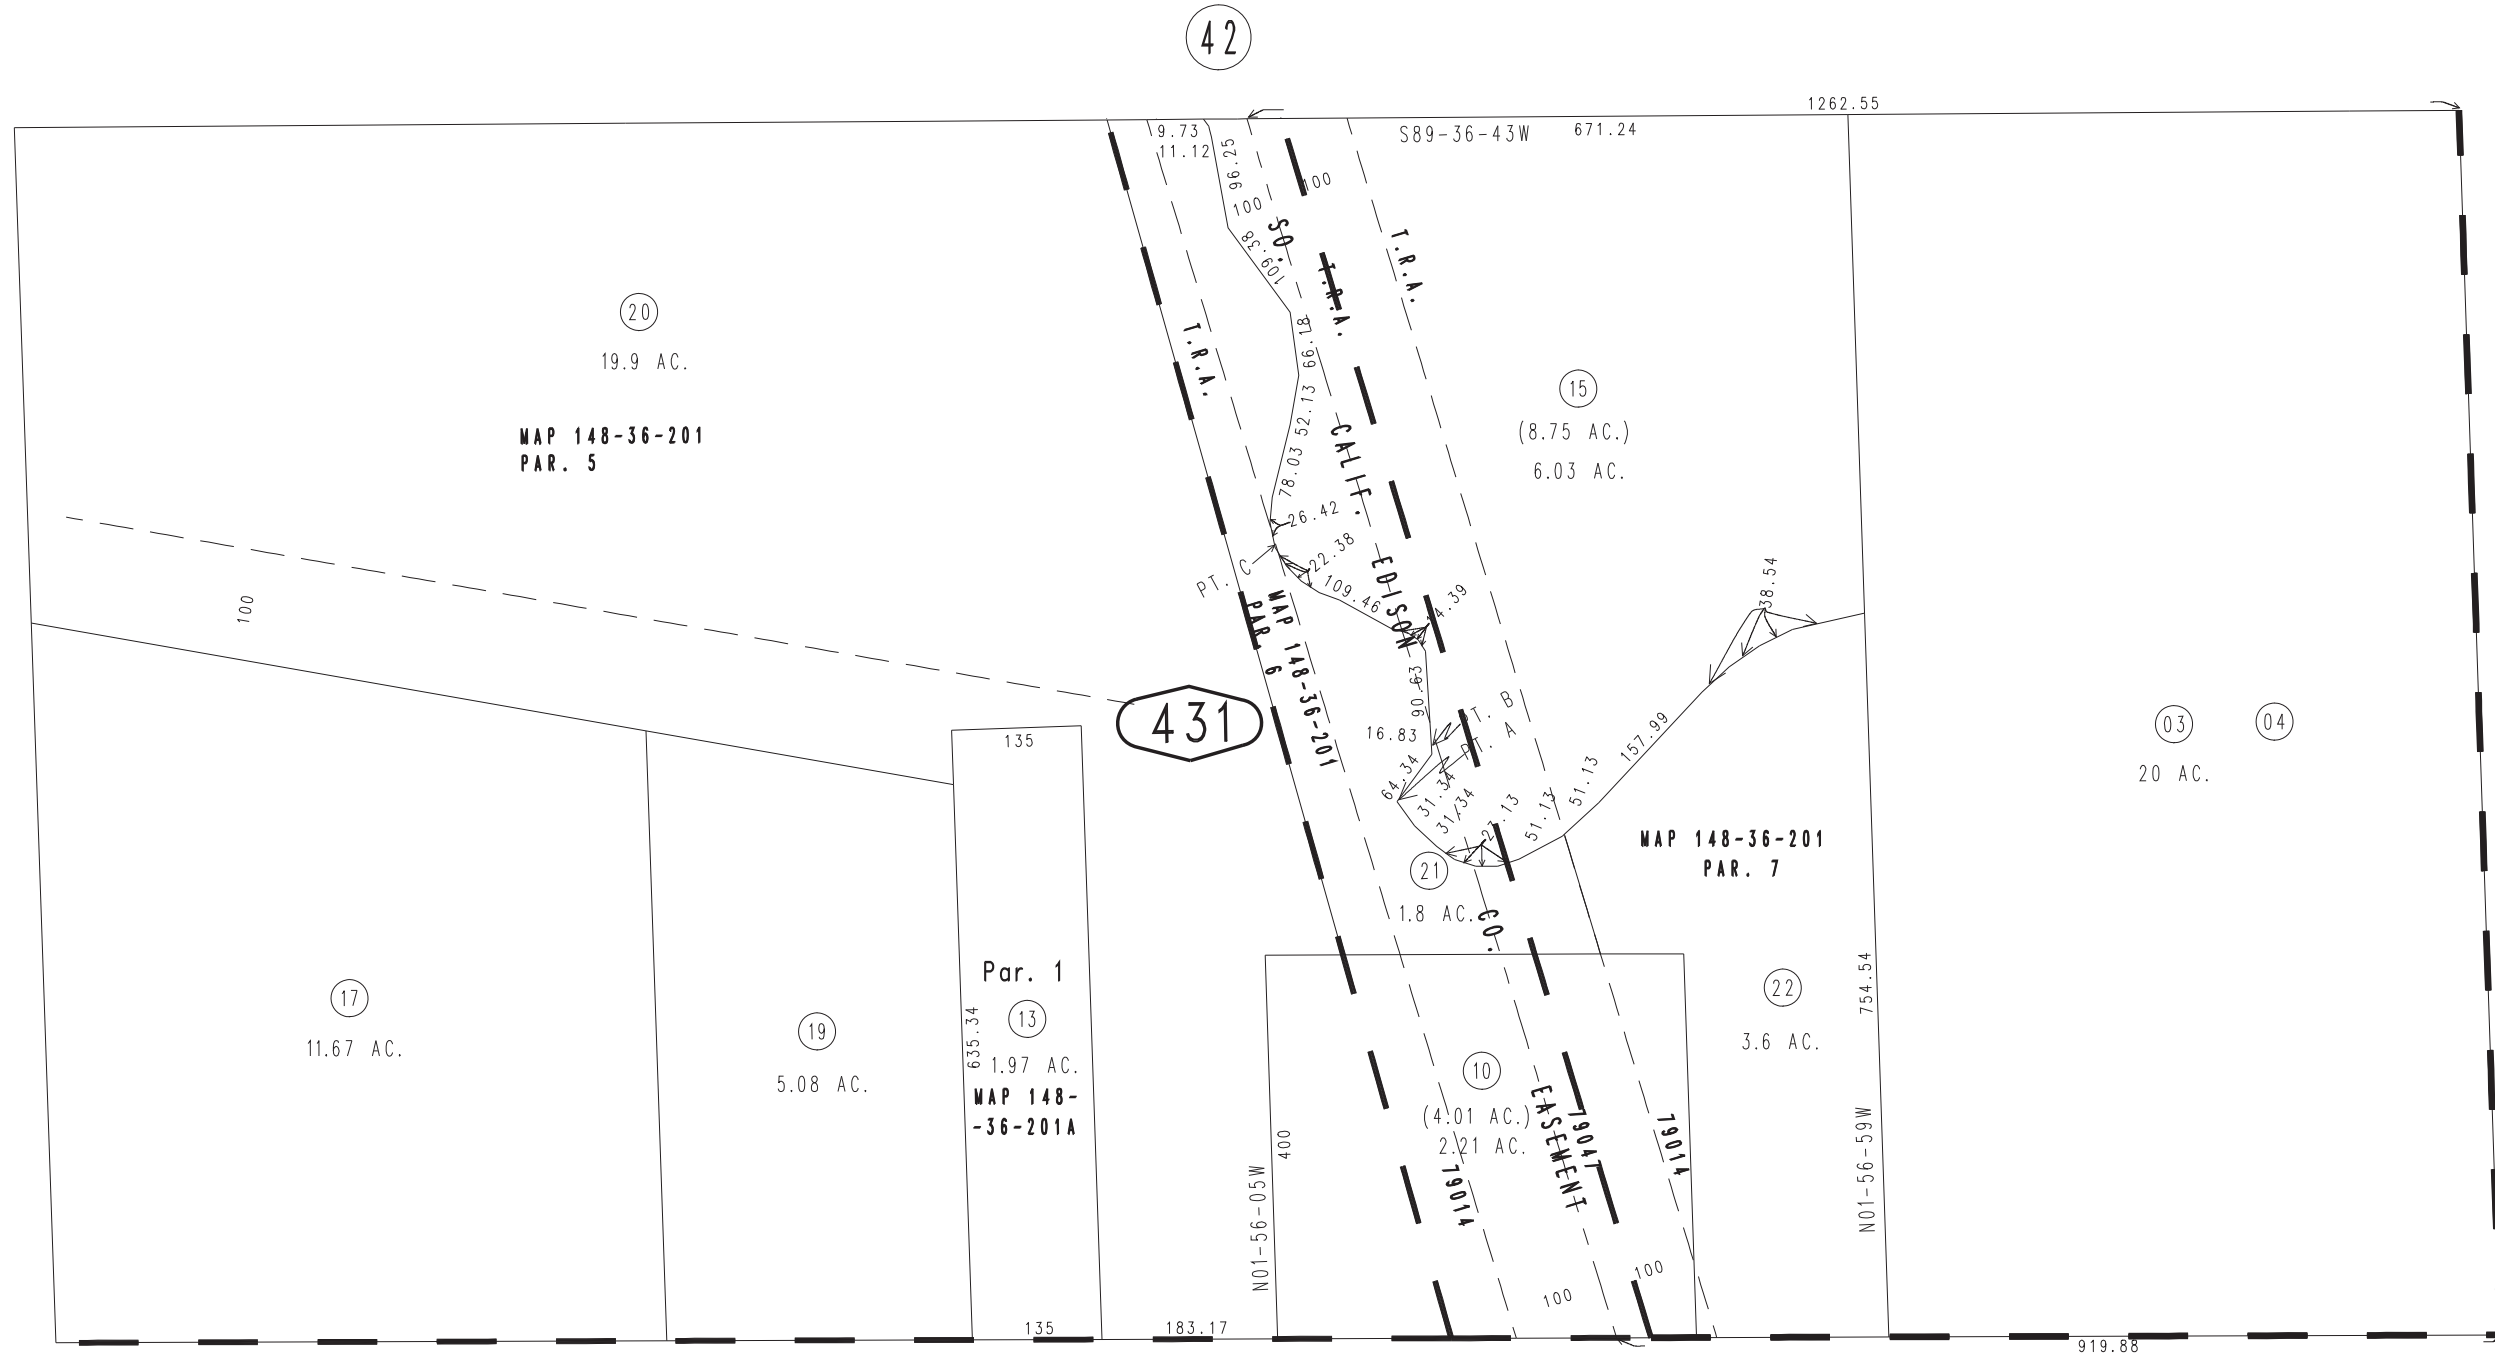 42
1262.55
S89-36-43W
671.24
9.73
11.12
96.25
100
100
109.38
SO.
T.R.A.
T.R.A.
T.R.A.
66.18
52.13
78.03
26.42
22.38
109.46
PT. C
CALIF.
EDISON
20
19.9 AC.
MAP 148-36-201
PAR. 5
15
(8.75 AC.)
6.03 AC.
100
MAP 148-36-201
PAR. 6
4.39
38.54
90.63
PT. B
16.83
PT. A
64.34
31.34
31.34
51.13
51.13
157.99
431
135
03
04
20 AC.
MAP 148-36-201
PAR. 7
21
1.8 AC.
CO.
754.54
Par. 1
17
11.67 AC.
19
5.08 AC.
13
635.34
1.97 AC.
MAP 148-
-36-201A
22
3.6 AC.
10
(4.01 AC.)
2.21 AC.
400
N01-56-05W
79014
EASEMENT
79047
79014
N01-56-59W
100
100
135
183.17
919.88